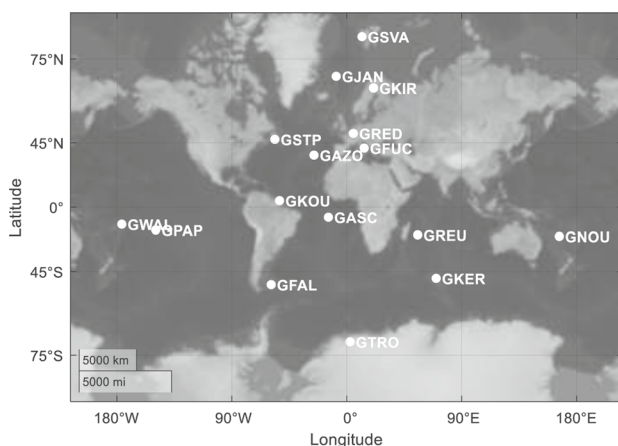 GSVA
75°N
GJAN
GKIR
GRED
45°N
GSTP
GFUC
GAZO
GKOU
0°
GASC
GWAL
GPAP
GREU
GNOU
45°S
GKER
GFAL
GTRO
75°S
5000 km
5000 mi
180°W
90°W
0°
90°E
180°E
Latitude
Longitude